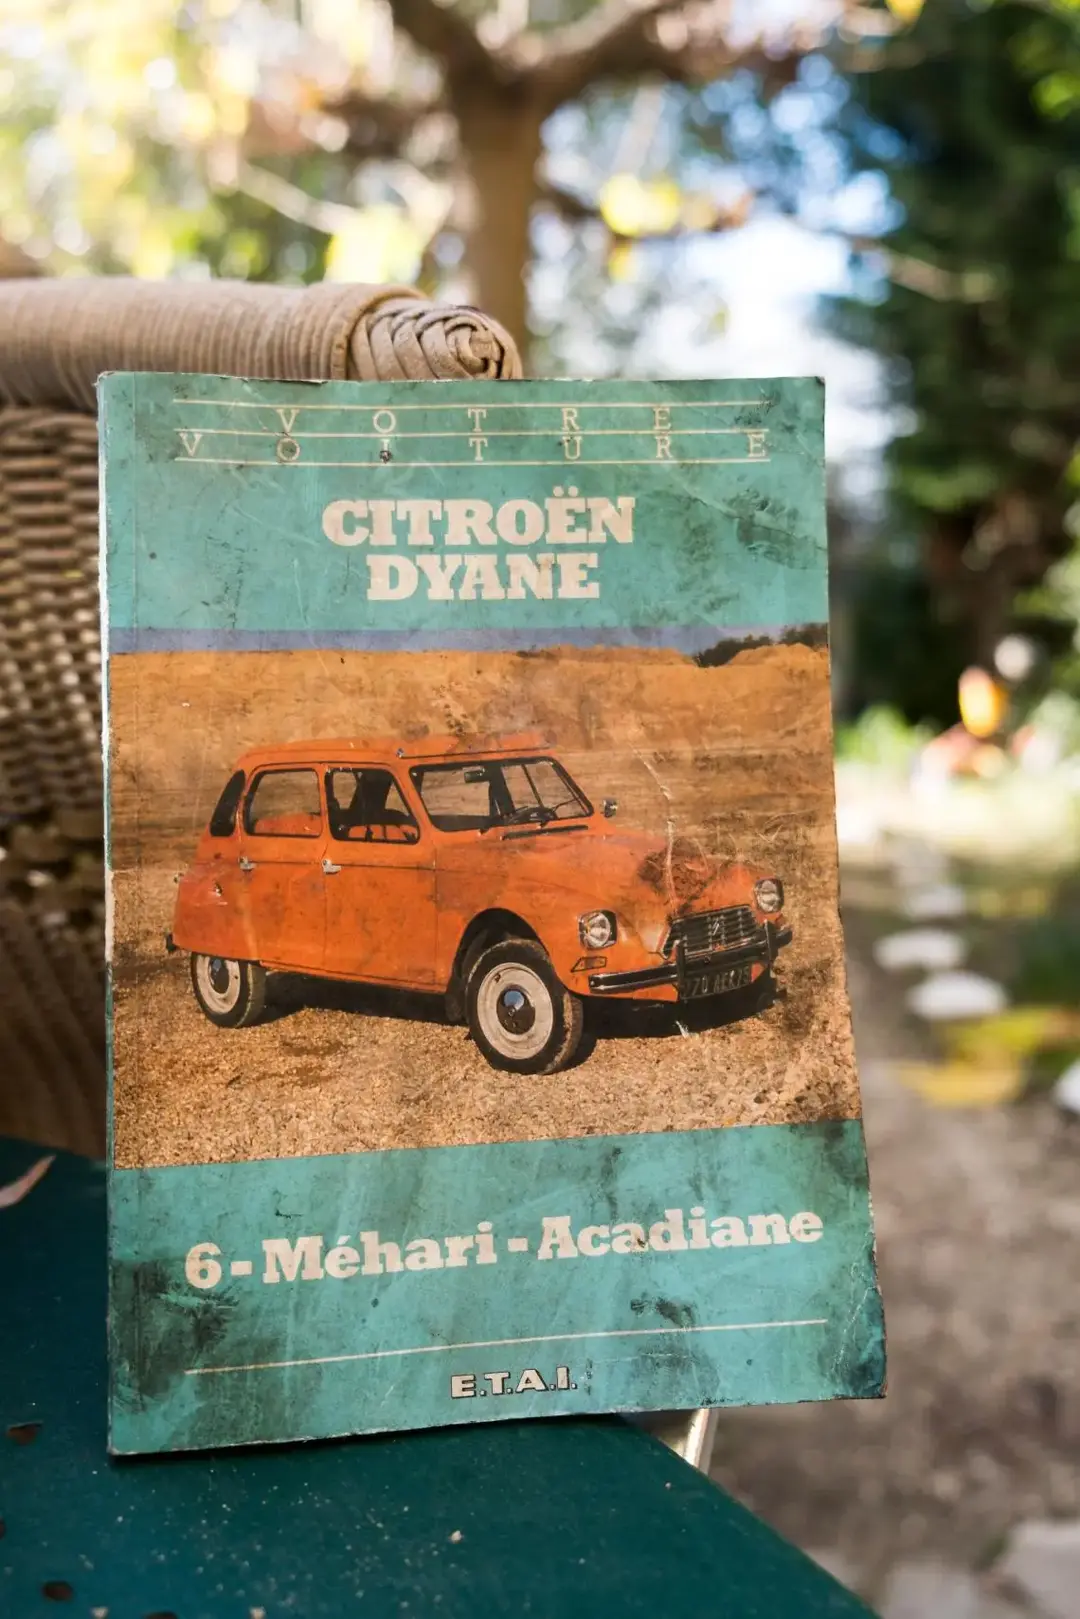 VOTRE
VOITURE
CITROËN
DYANE
6-Méhari-Acadiane
E.T.A.I.